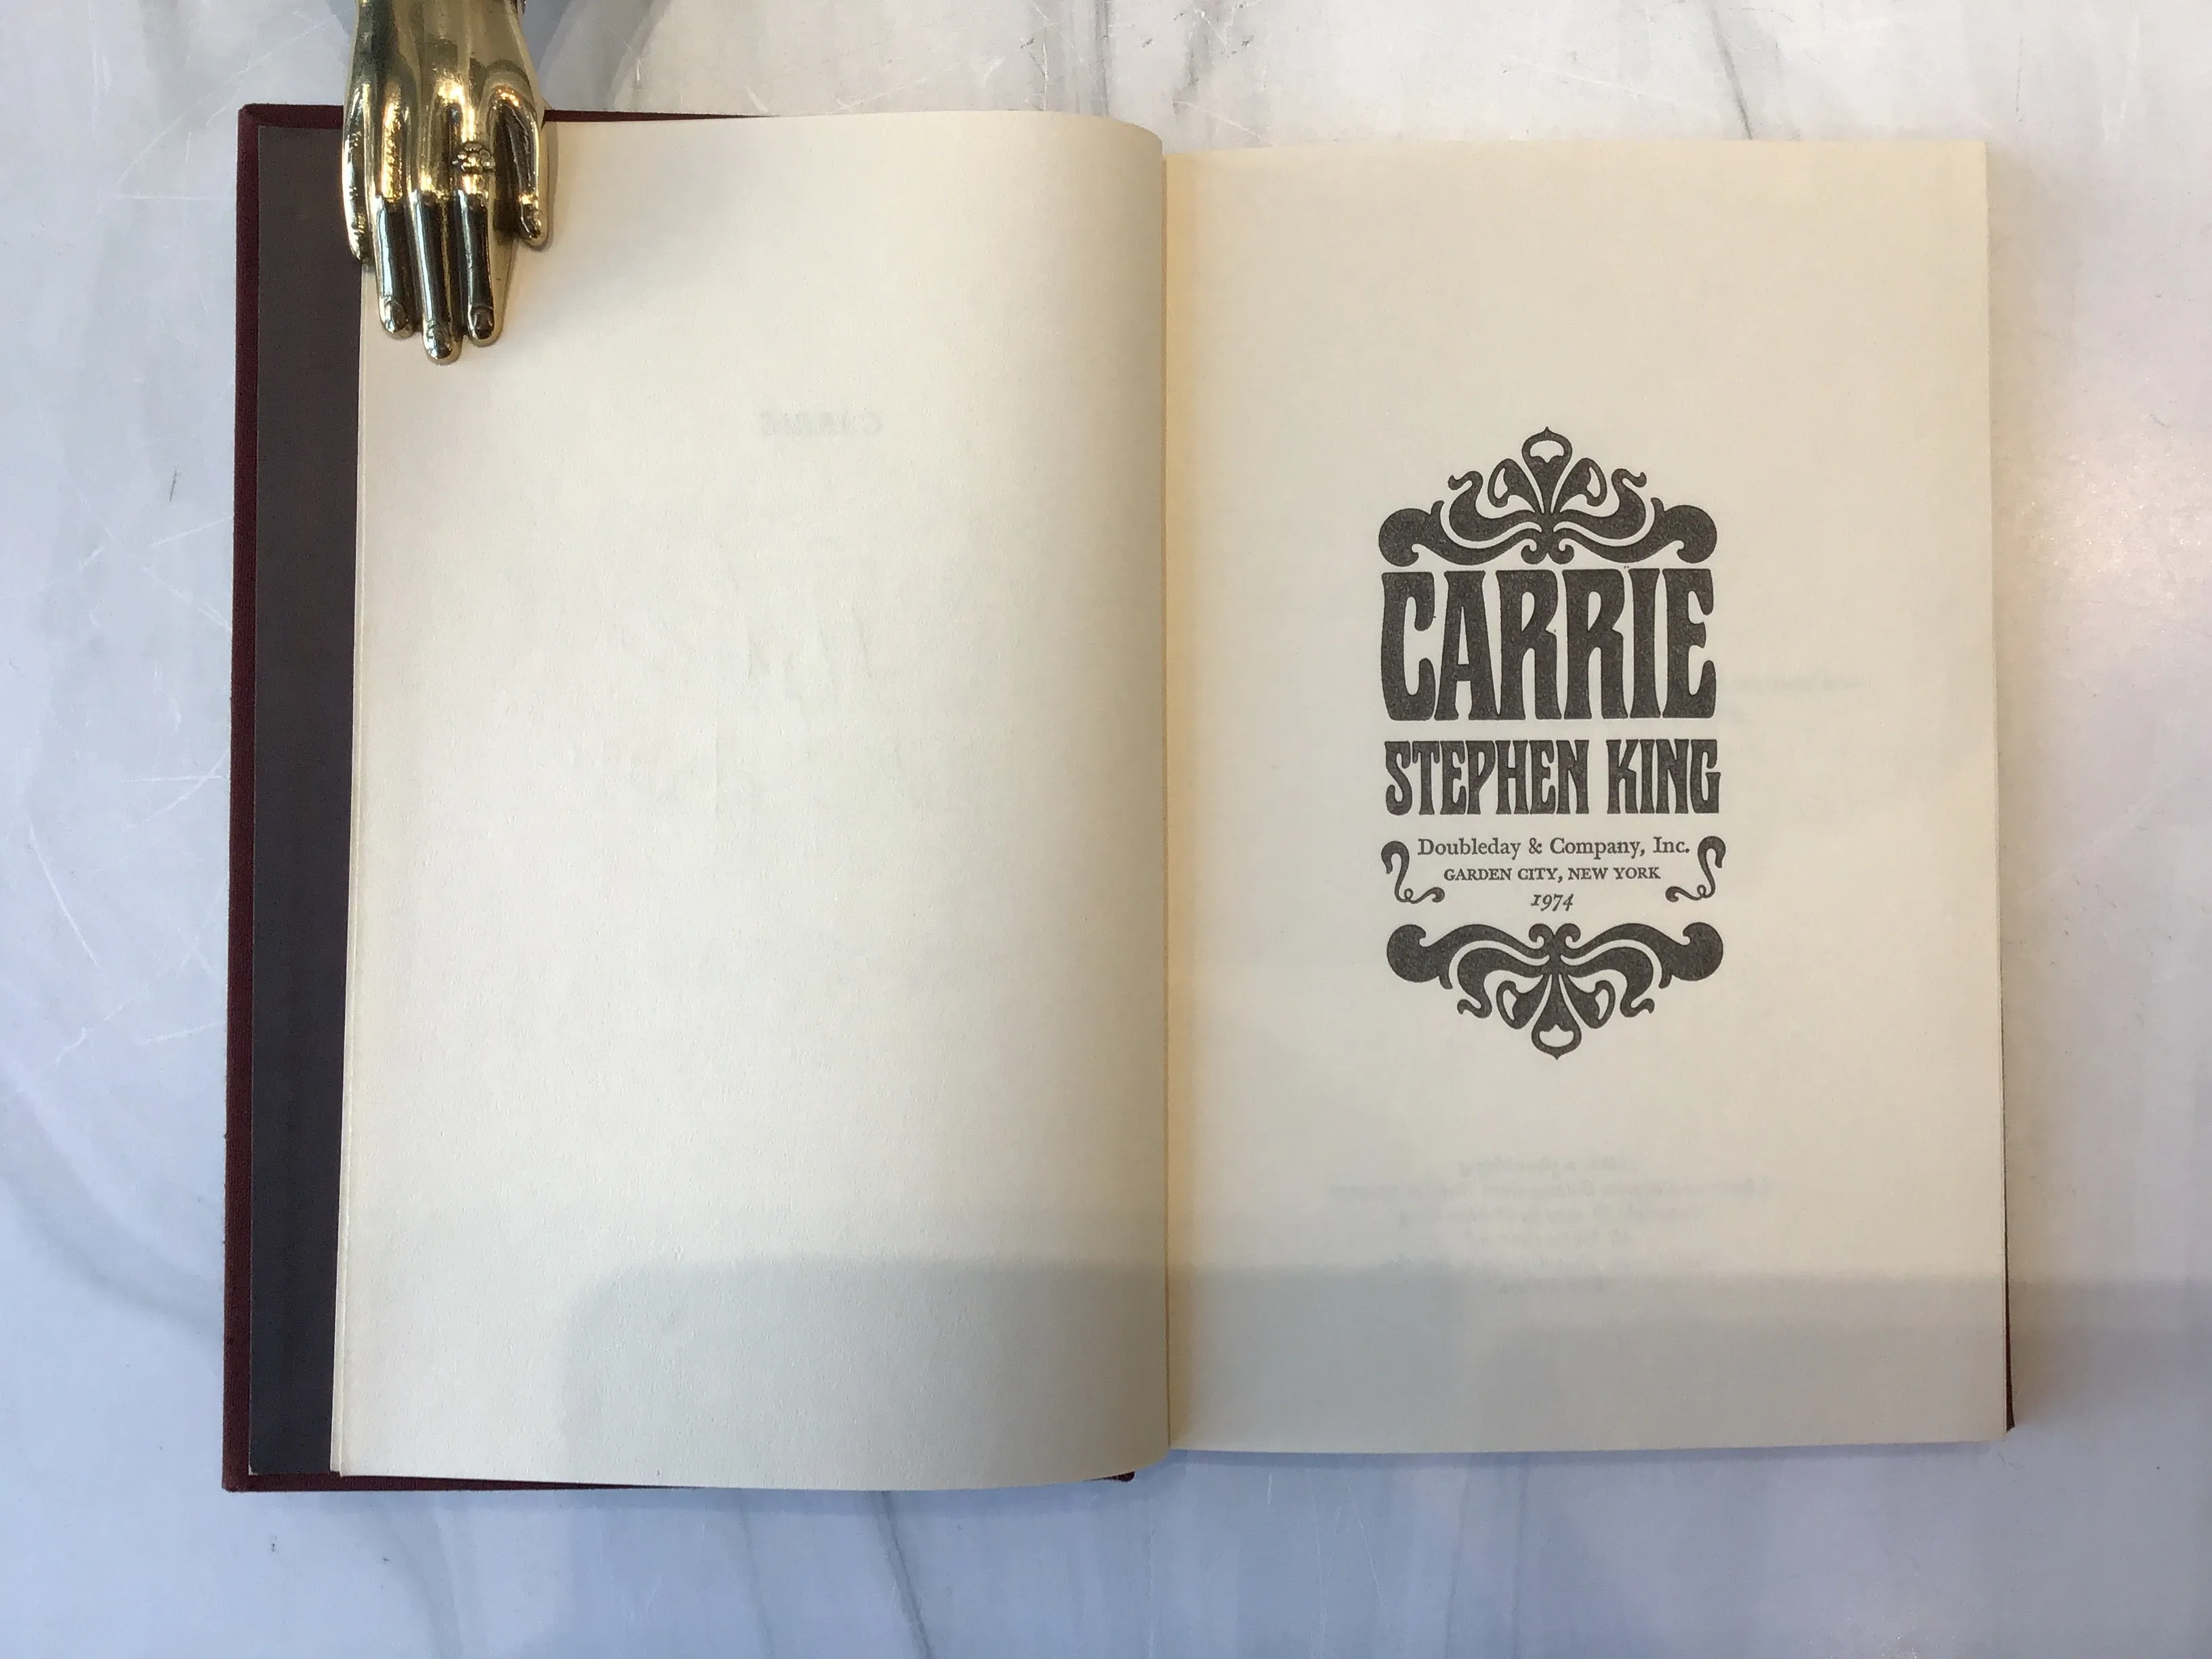 CARRIE
STEPHEN KING
Doubleday & Company, Inc.
GARDEN CITY, NEW YORK
1974